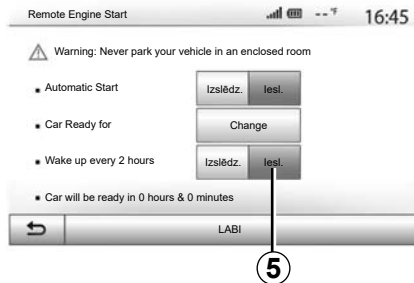 Remote Engine Start -- °F 16:45
Warning: Never park your vehicle in an enclosed room
Automatic Start Izslēdz. Iesl.
Car Ready for Change
Wake up every 2 hours Izslēdz. Iesl.
Car will be ready in 0 hours & 0 minutes
LABI
5